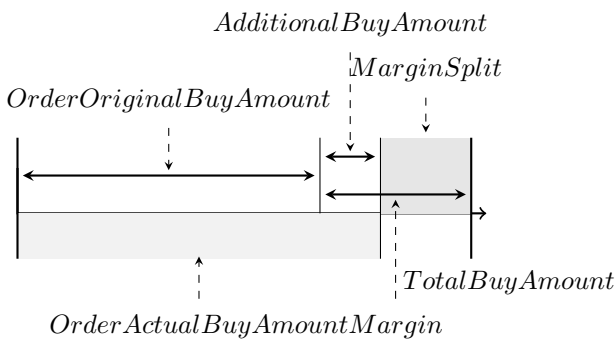 AdditionalBuyAmount
MarginSplit
OrderOriginalBuyAmount
TotalBuyAmount
OrderActualBuyAmountMargin